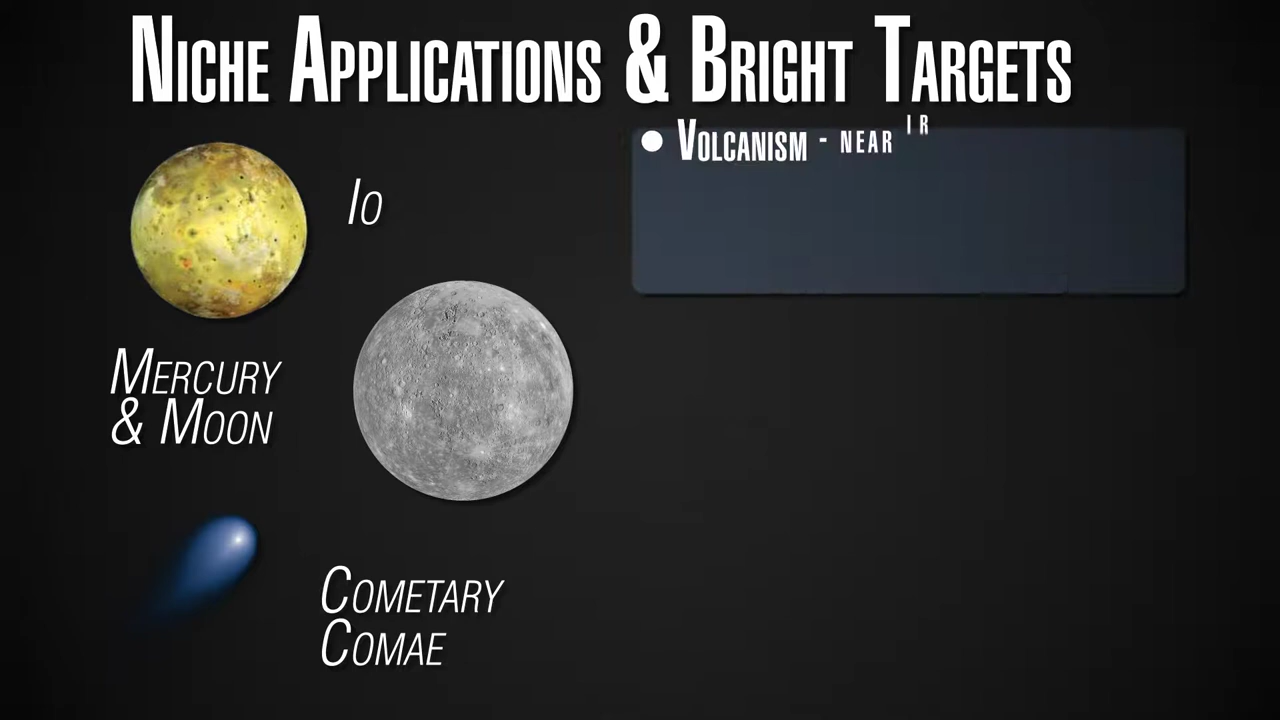 Niche Applications & Bright Targets
• Volcanism - near IR
Io
Mercury
& Moon
Cometary
Comae